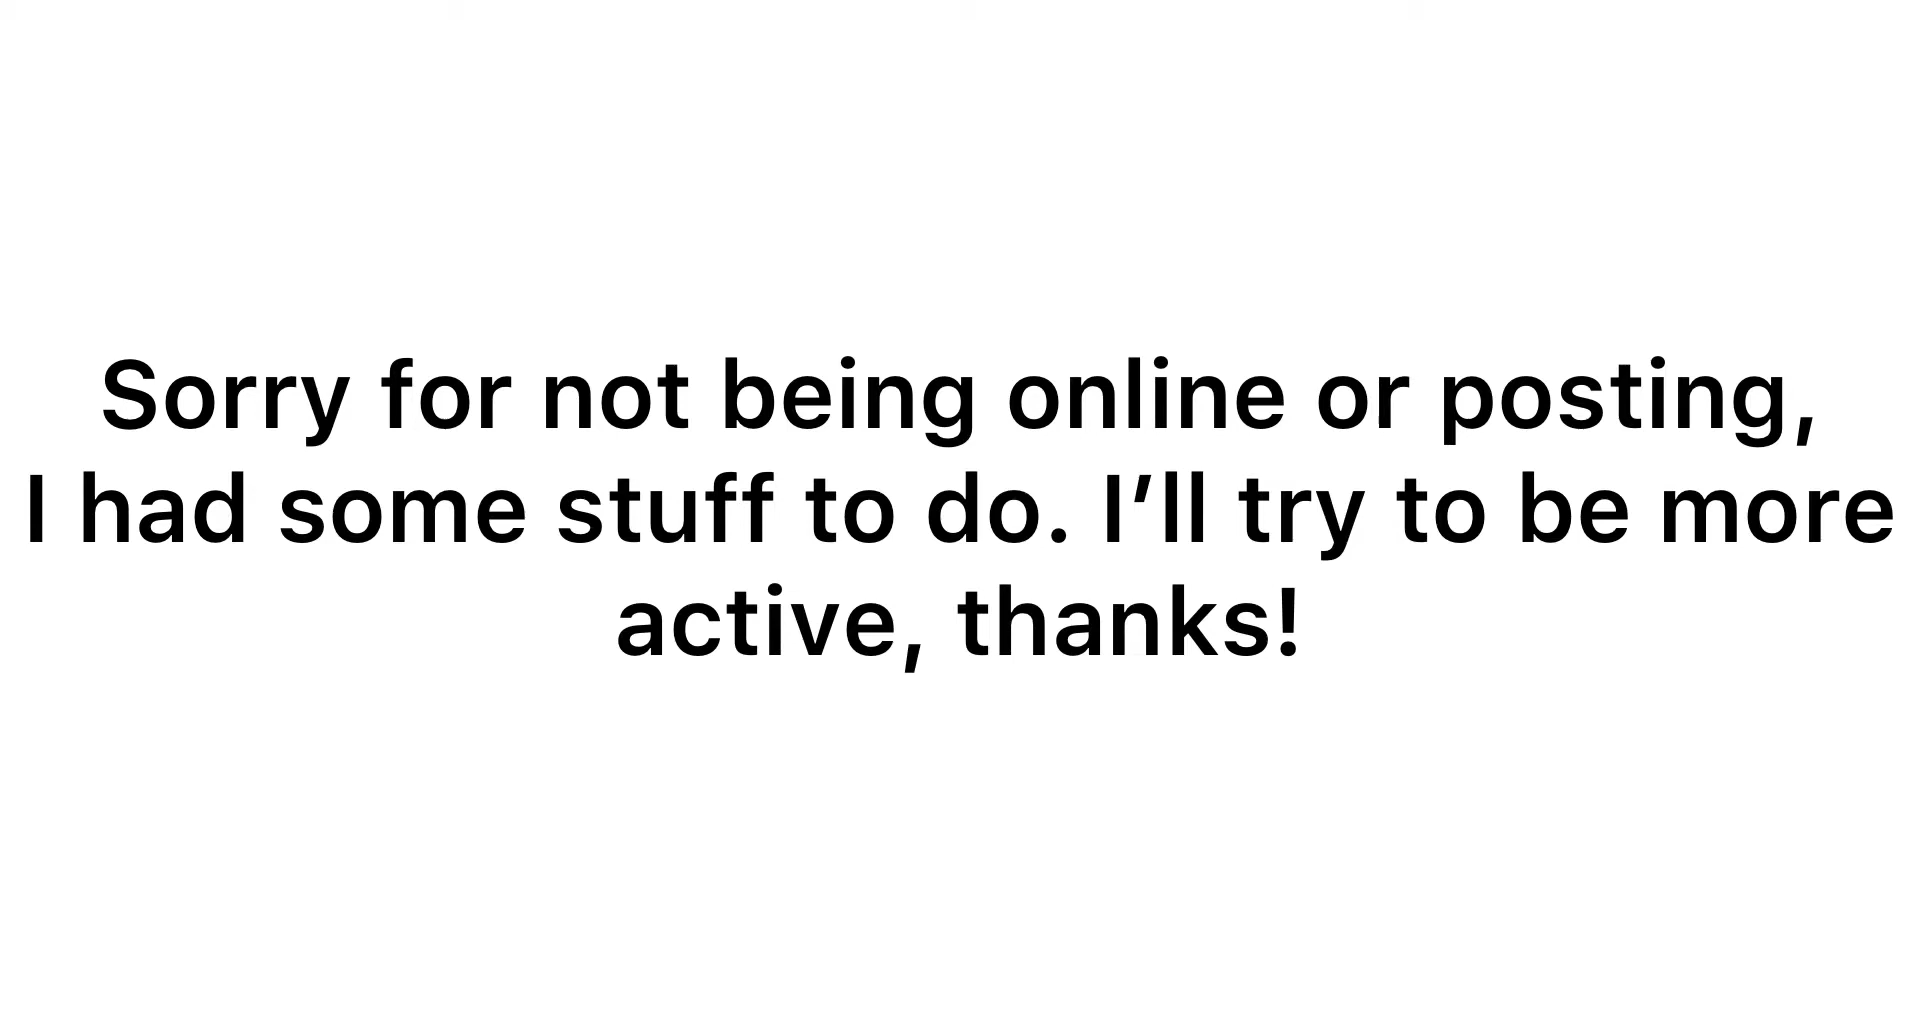 Sorry for not being online or posting,
I had some stuff to do. I’ll try to be more
active, thanks!